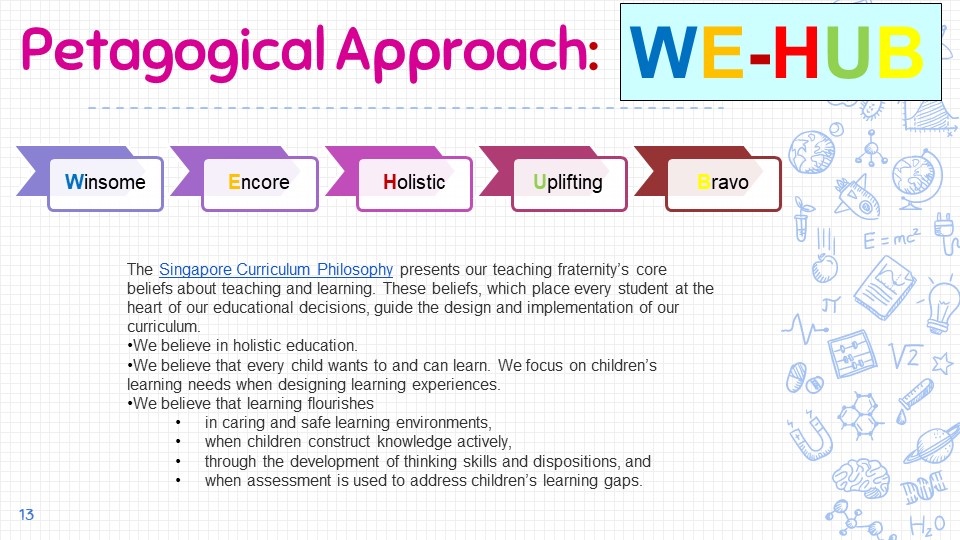 Petagogical Approach:
WE-HUB
Winsome
Encore
Holistic
Uplifting
Bravo
The Singapore Curriculum Philosophy presents our teaching fraternity’s core
beliefs about teaching and learning. These beliefs, which place every student at the
heart of our educational decisions, guide the design and implementation of our
curriculum.
•We believe in holistic education.
•We believe that every child wants to and can learn. We focus on children’s
learning needs when designing learning experiences.
•We believe that learning flourishes
• in caring and safe learning environments,
• when children construct knowledge actively,
• through the development of thinking skills and dispositions, and
• when assessment is used to address children’s learning gaps.
E=mc²
π
√2
H₂O
13